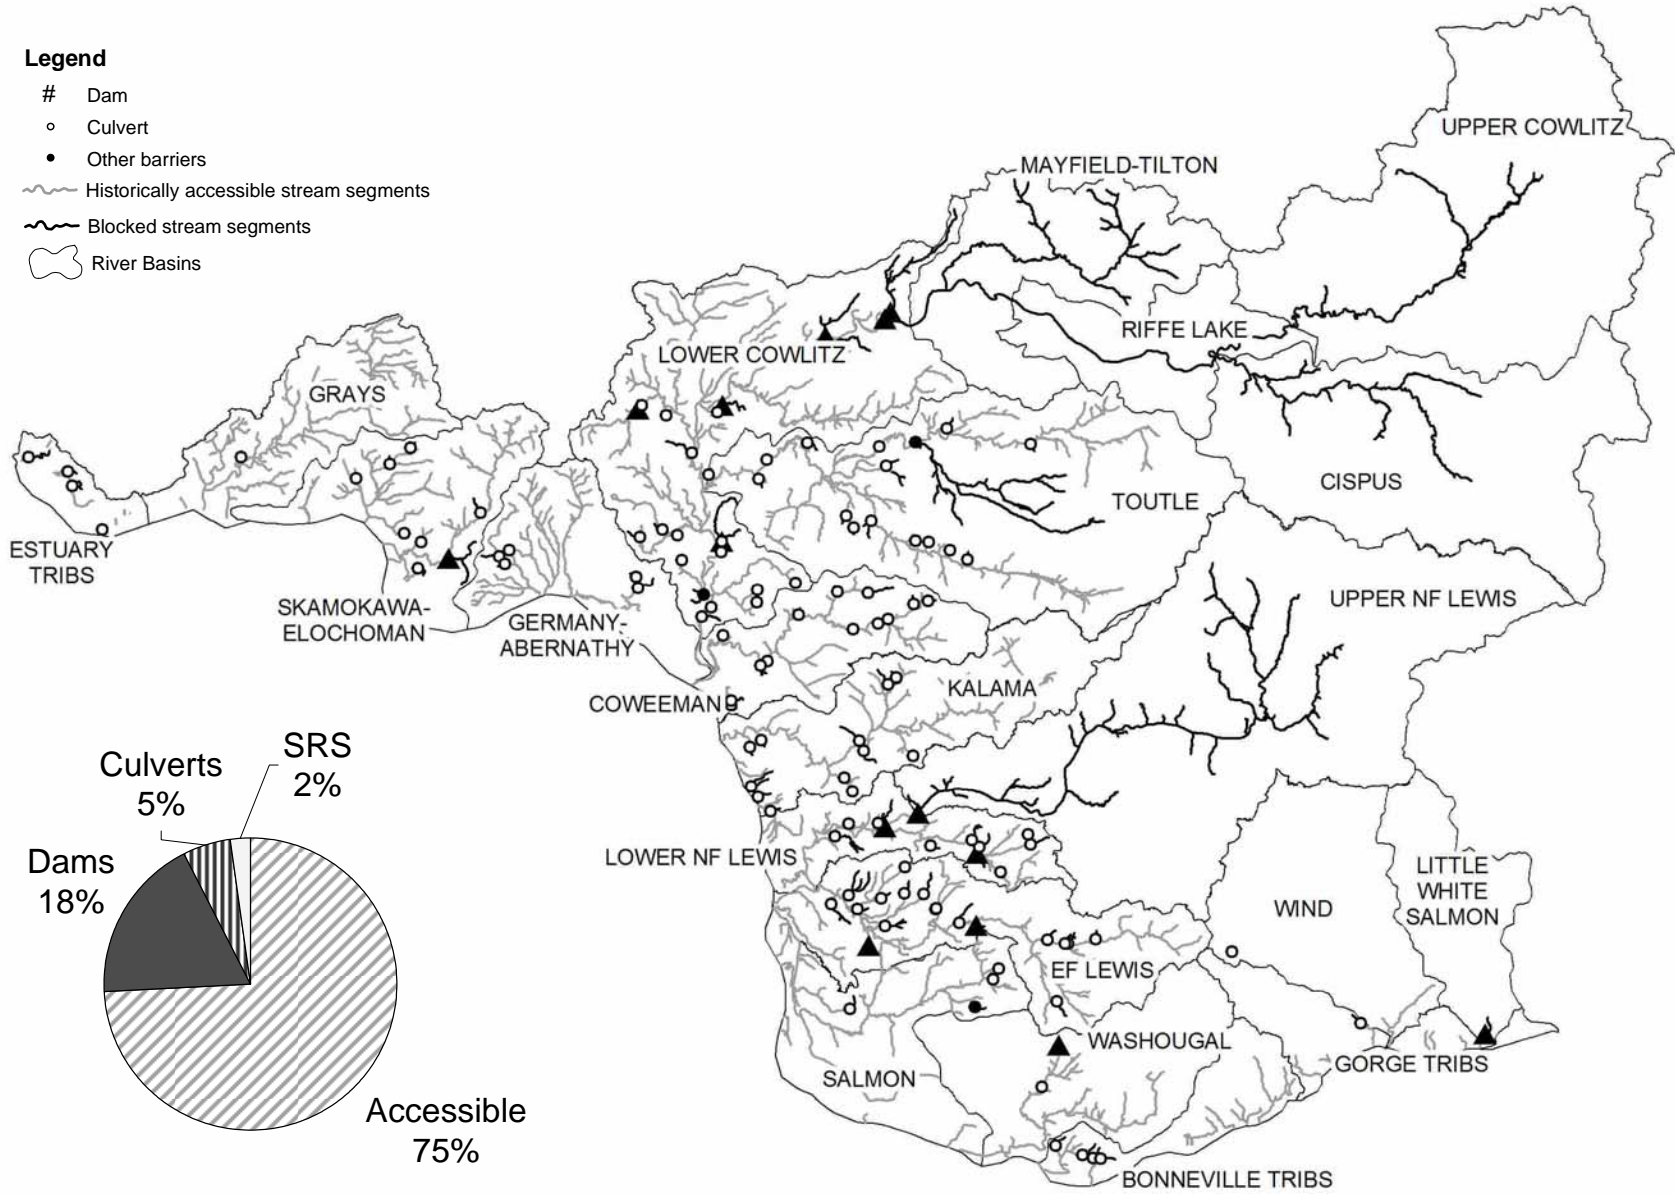 Legend
# Dam
Culvert
Other barriers
Historically accessible stream segments
Blocked stream segments
River Basins
UPPER COWLITZ
MAYFIELD-TILTON
RIFFE LAKE
LOWER COWLITZ
GRAYS
CISPUS
TOUTLE
ESTUARY
TRIBS
UPPER NF LEWIS
SKAMOKAWA-
ELOCHOMAN
GERMANY-
ABERNATHY
KALAMA
COWEEMAN
LOWER NF LEWIS
LITTLE
WHITE
SALMON
WIND
EF LEWIS
WASHOUGAL
GORGE TRIBS
SALMON
BONNEVILLE TRIBS
SRS
2%
Culverts
5%
Dams
18%
Accessible
75%